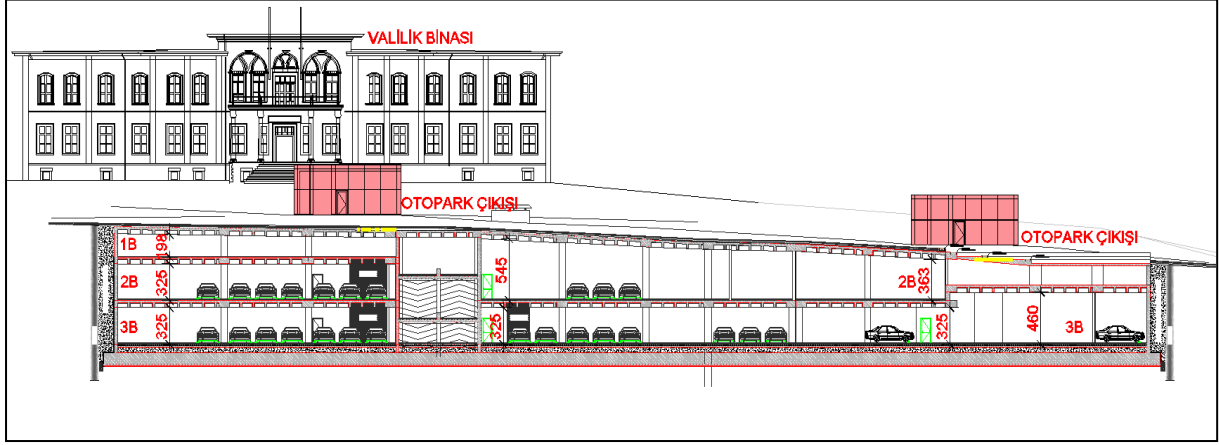 VALİLİK BİNASI
OTOPARK ÇIKIŞI
OTOPARK ÇIKIŞI
1B
198
2B
325
545
2B
363
3B
325
325
460
3B